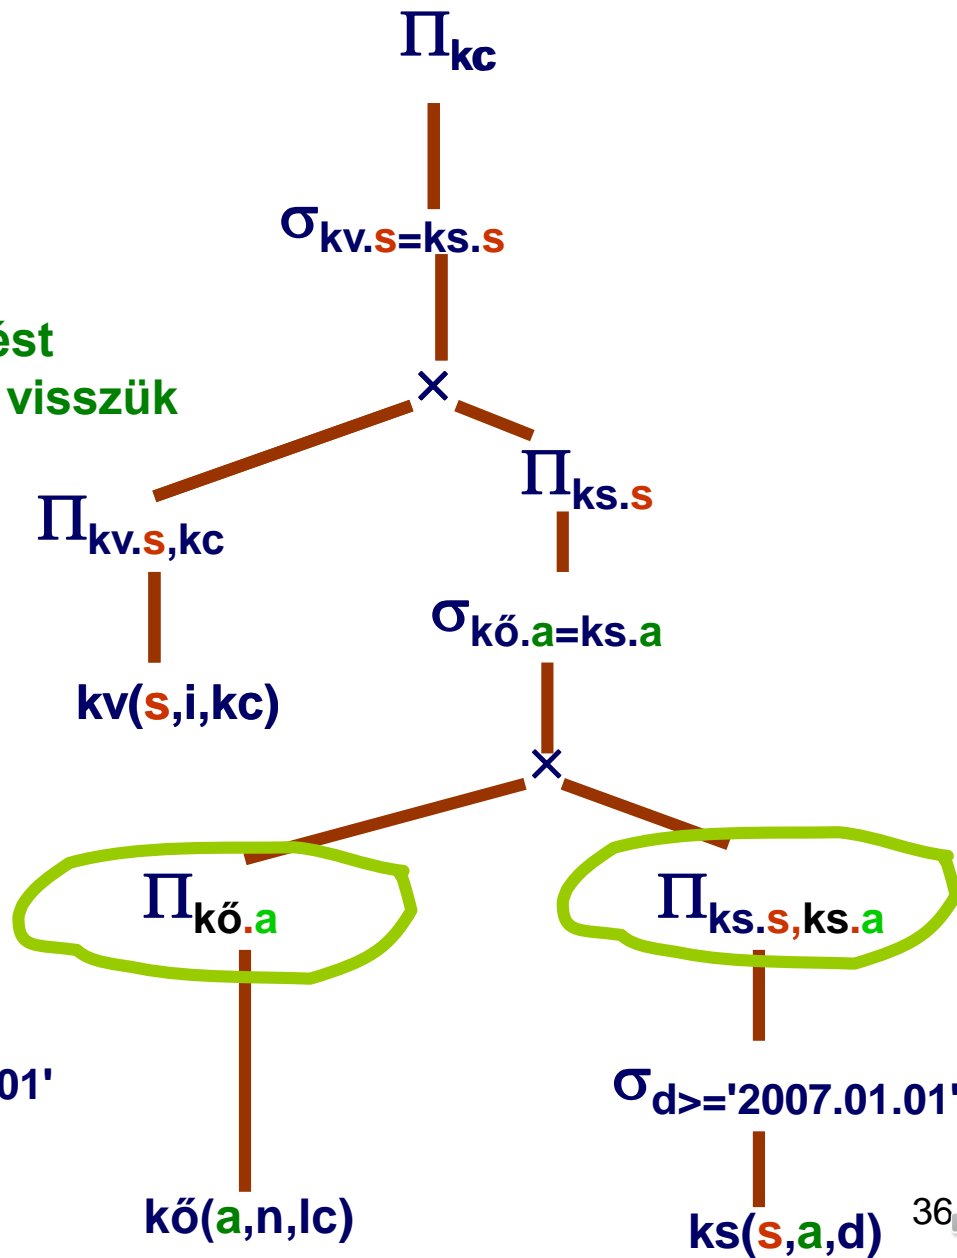 Πkc
σkv.s=ks.s
ést
visszük
×
Πks.s
Πkv.s,kc
σkő.a=ks.a
kv(s,i,kc)
×
Πkő.a
Πks.s,ks.a
01'
σd>='2007.01.01'
kő(a,n,lc)
ks(s,a,d)
36